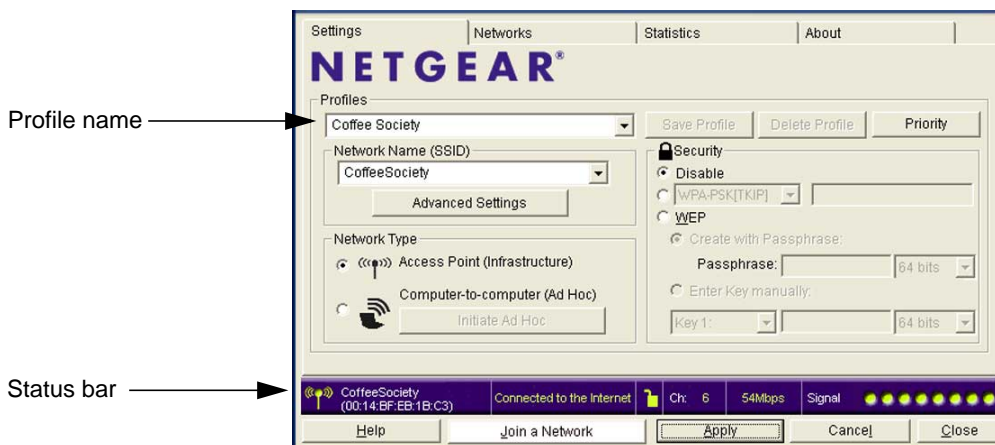 Settings
Networks
Statistics
About
NETGEAR®
Profiles
Profile name
Coffee Society
Save Profile
Delete Profile
Priority
Network Name (SSID)
CoffeeSociety
Advanced Settings
Security
Disable
WPA-PSK[TKIP]
WEP
Create with Passphrase:
Passphrase:
64 bits
Enter Key manually:
Key 1:
64 bits
Network Type
Access Point (Infrastructure)
Computer-to-computer (Ad Hoc)
Initiate Ad Hoc
Status bar
CoffeeSociety
(00:14:BF:EB:1B:C3)
Connected to the Internet
Ch: 6
54Mbps
Signal
Help
Join a Network
Apply
Cancel
Close